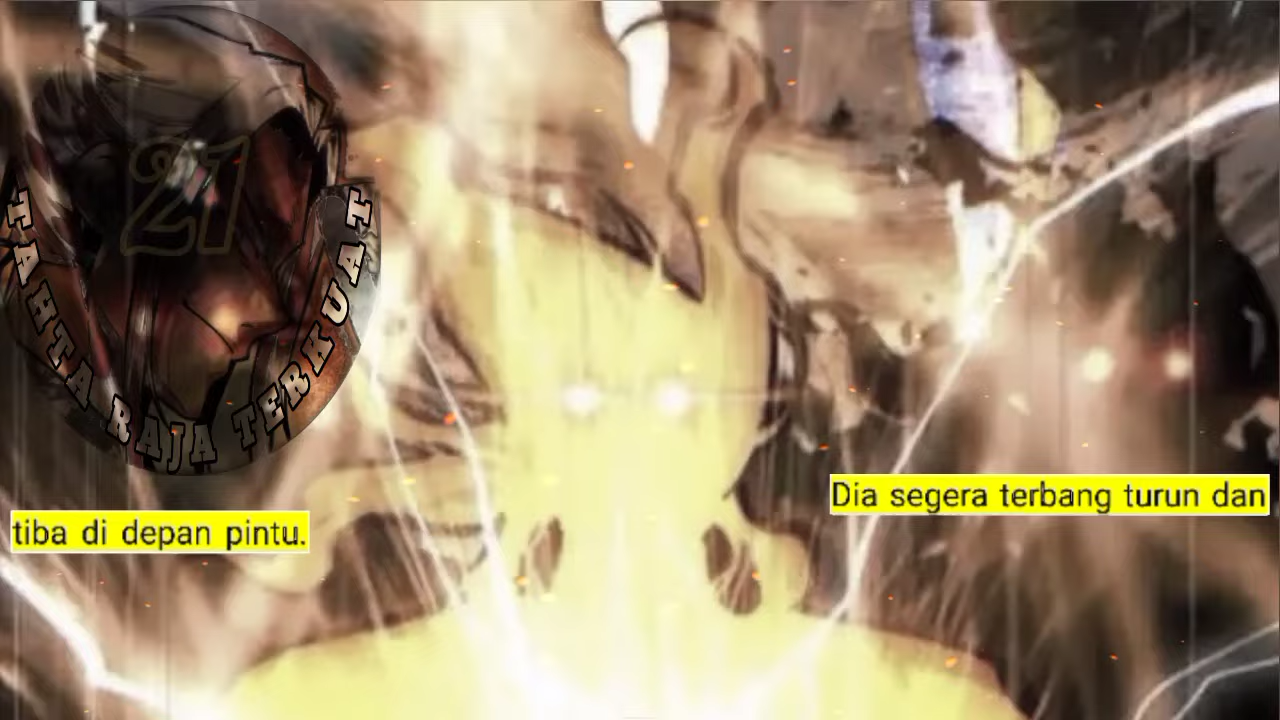 21
TAHTA RAJA TERKUAT
Dia segera terbang turun dan
tiba di depan pintu.